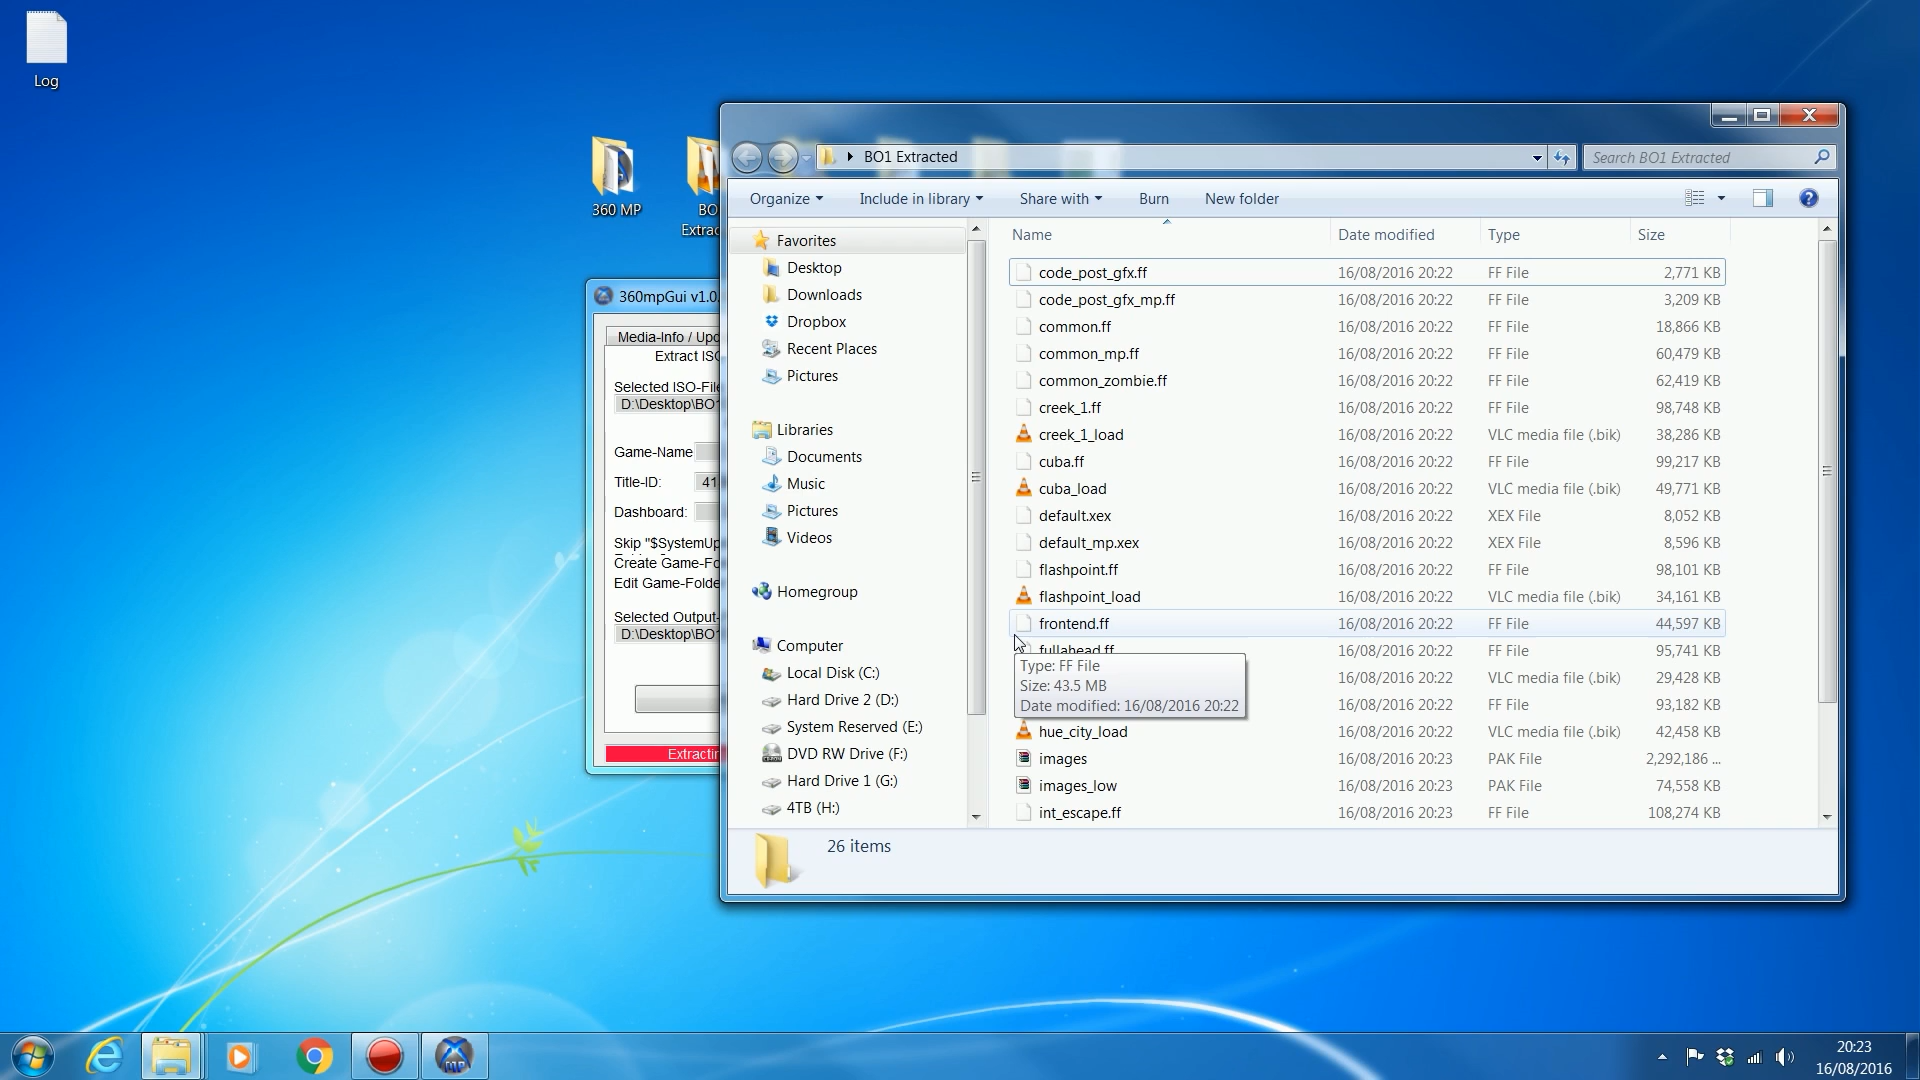 Log
360 MP
BO
Extrac
360mpGui v1.0.
Media-Info / Upd
Extract ISO
Selected ISO-File
D:\Desktop\BO1
Game-Name
Title-ID:
41
Dashboard:
Skip "$SystemUp
Create Game-Fo
Edit Game-Folde
Selected Output-
D:\Desktop\BO1
Extractin
BO1 Extracted
Search BO1 Extracted
Organize
Include in library
Share with
Burn
New folder
Favorites
Desktop
Downloads
Dropbox
Recent Places
Pictures
Libraries
Documents
Music
Pictures
Videos
Homegroup
Computer
Local Disk (C:)
Hard Drive 2 (D:)
System Reserved (E:)
DVD RW Drive (F:)
Hard Drive 1 (G:)
4TB (H:)
Name Date modified Type Size
code_post_gfx.ff 16/08/2016 20:22 FF File 2,771 KB
code_post_gfx_mp.ff 16/08/2016 20:22 FF File 3,209 KB
common.ff 16/08/2016 20:22 FF File 18,866 KB
common_mp.ff 16/08/2016 20:22 FF File 60,479 KB
common_zombie.ff 16/08/2016 20:22 FF File 62,419 KB
creek_1.ff 16/08/2016 20:22 FF File 98,748 KB
creek_1_load 16/08/2016 20:22 VLC media file (.bik) 38,286 KB
cuba.ff 16/08/2016 20:22 FF File 99,217 KB
cuba_load 16/08/2016 20:22 VLC media file (.bik) 49,771 KB
default.xex 16/08/2016 20:22 XEX File 8,052 KB
default_mp.xex 16/08/2016 20:22 XEX File 8,596 KB
flashpoint.ff 16/08/2016 20:22 FF File 98,101 KB
flashpoint_load 16/08/2016 20:22 VLC media file (.bik) 34,161 KB
frontend.ff 16/08/2016 20:22 FF File 44,597 KB
fullahead.ff 16/08/2016 20:22 FF File 95,741 KB
16/08/2016 20:22 VLC media file (.bik) 29,428 KB
16/08/2016 20:22 FF File 93,182 KB
hue_city_load 16/08/2016 20:22 VLC media file (.bik) 42,458 KB
images 16/08/2016 20:23 PAK File 2,292,186 ...
images_low 16/08/2016 20:23 PAK File 74,558 KB
int_escape.ff 16/08/2016 20:23 FF File 108,274 KB
Type: FF File
Size: 43.5 MB
Date modified: 16/08/2016 20:22
26 items
MP
20:23
16/08/2016